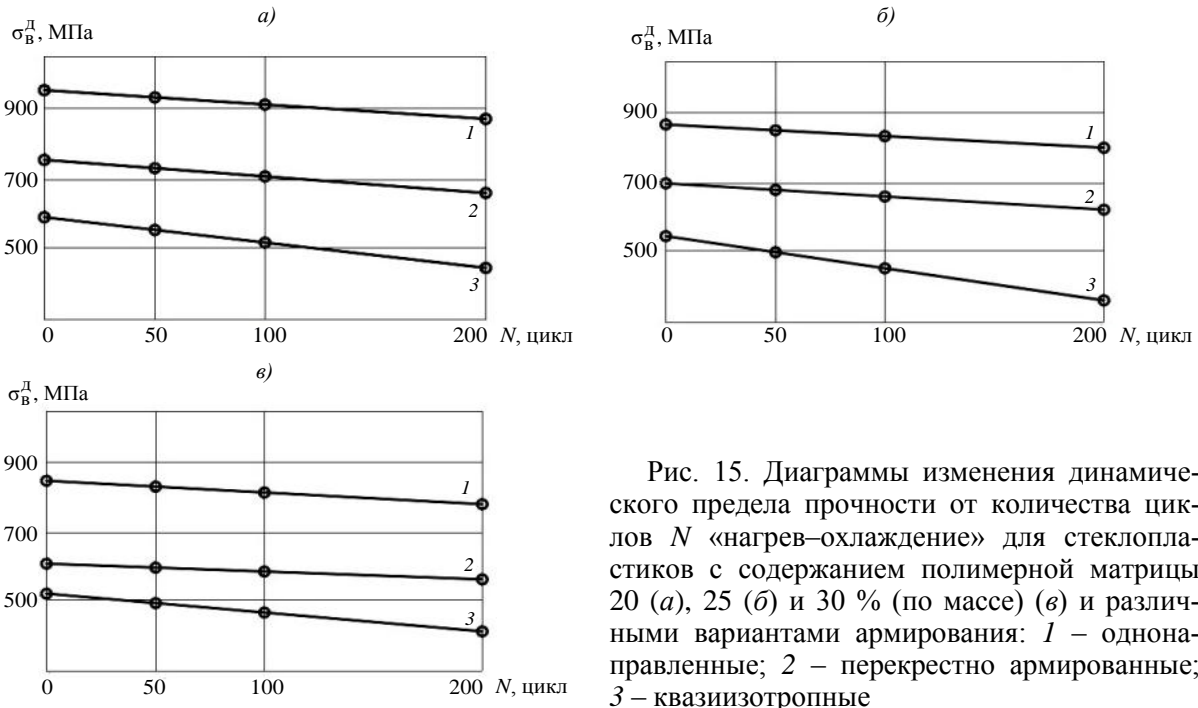 а)
σ_в^д, МПа
900
700
500
1
2
3
0 50 100 200 N, цикл
б)
σ_в^д, МПа
900
700
500
1
2
3
0 50 100 200 N, цикл
в)
σ_в^д, МПа
900
700
500
1
2
3
0 50 100 200 N, цикл
Рис. 15. Диаграммы изменения динамиче-
ского предела прочности от количества цик-
лов N «нагрев–охлаждение» для стеклопла-
стиков с содержанием полимерной матрицы
20 (а), 25 (б) и 30 % (по массе) (в) и различ-
ными вариантами армирования: 1 – однона-
правленные; 2 – перекрестно армированные;
3 – квазиизотропные